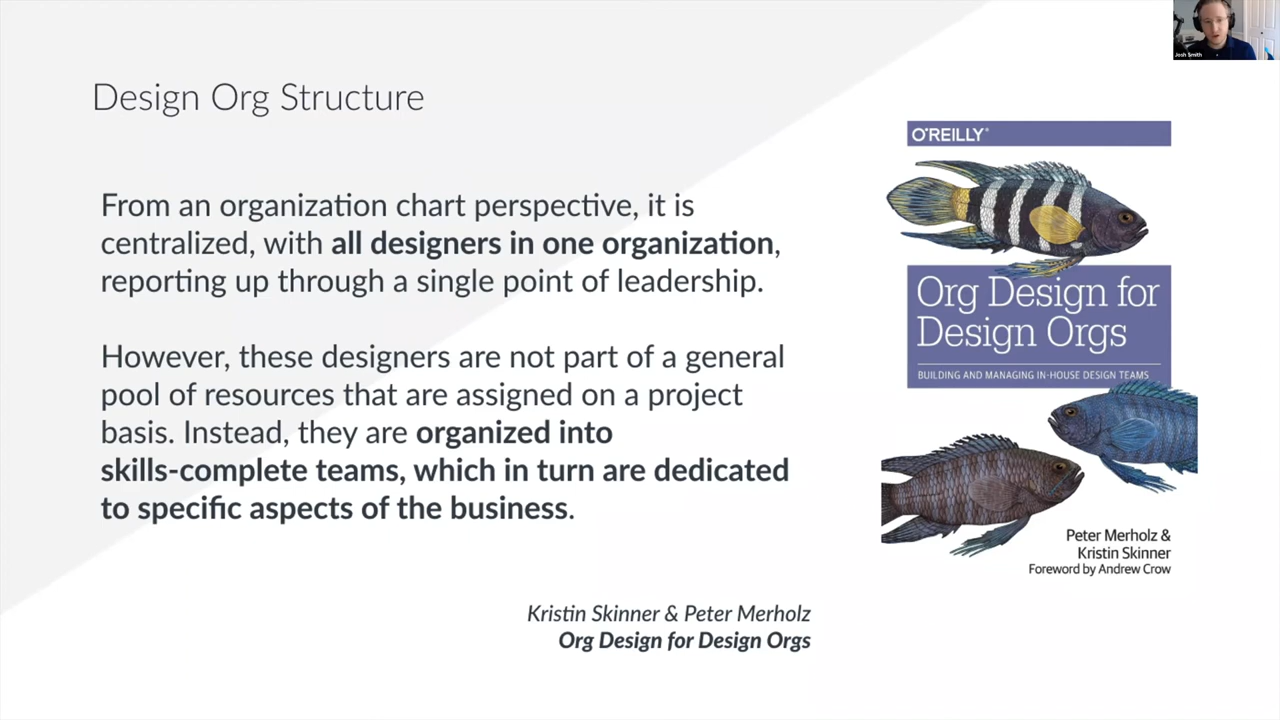 Design Org Structure
From an organization chart perspective, it is
centralized, with all designers in one organization,
reporting up through a single point of leadership.
However, these designers are not part of a general
pool of resources that are assigned on a project
basis. Instead, they are organized into
skills-complete teams, which in turn are dedicated
to specific aspects of the business.
Kristin Skinner & Peter Merholz
Org Design for Design Orgs
O'REILLY®
Org Design for
Design Orgs
BUILDING AND MANAGING IN-HOUSE DESIGN TEAMS
Peter Merholz &
Kristin Skinner
Foreword by Andrew Crow
Josh Smith